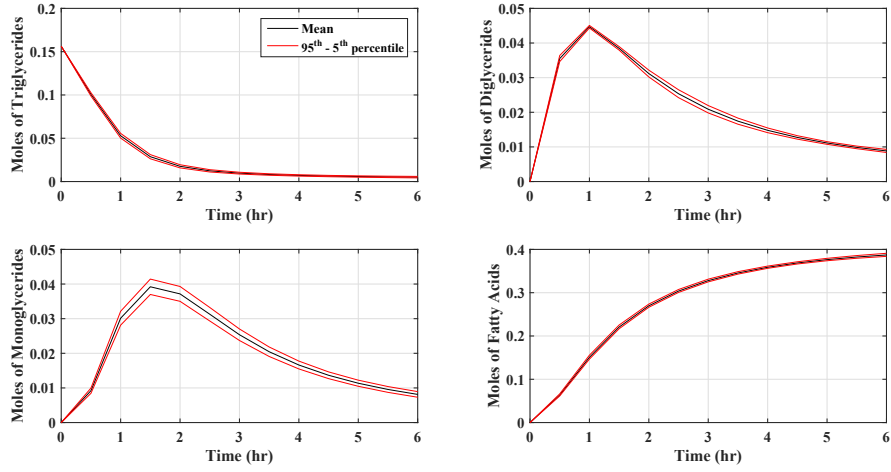 Moles of Triglycerides
0.2
0.15
0.1
0.05
0
0 1 2 3 4 5 6
Time (hr)
Mean
95th - 5th percentile
Moles of Diglycerides
0.05
0.04
0.03
0.02
0.01
0
0 1 2 3 4 5 6
Time (hr)
Moles of Monoglycerides
0.05
0.04
0.03
0.02
0.01
0
0 1 2 3 4 5 6
Time (hr)
Moles of Fatty Acids
0.4
0.3
0.2
0.1
0
0 1 2 3 4 5 6
Time (hr)